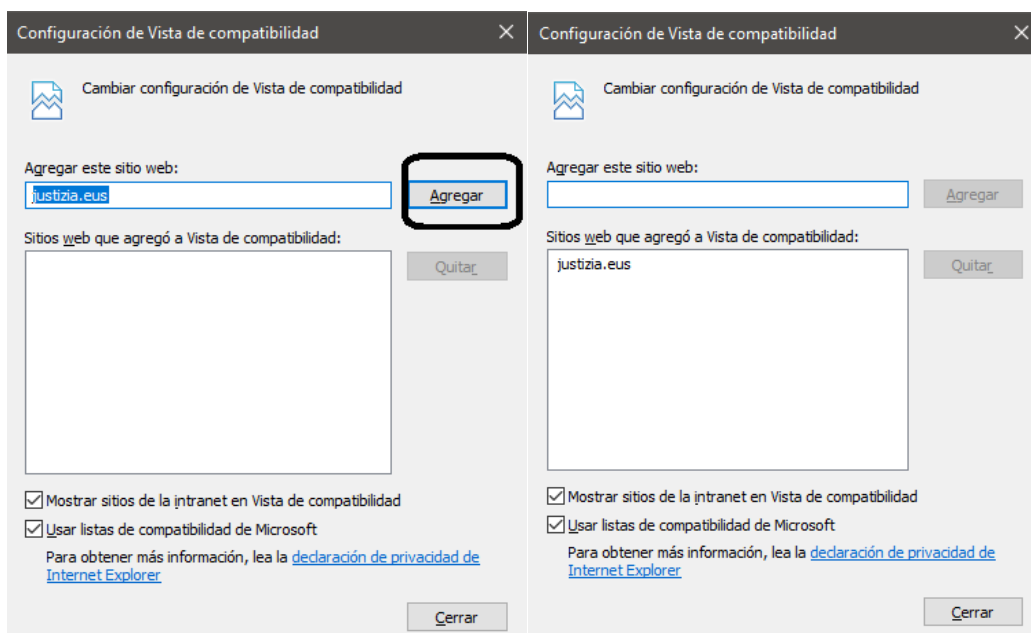 Configuración de Vista de compatibilidad
Cambiar configuración de Vista de compatibilidad
Agregar este sitio web:
justizia.eus
Agregar
Sitios web que agregó a Vista de compatibilidad:
Quitar
Mostrar sitios de la intranet en Vista de compatibilidad
Usar listas de compatibilidad de Microsoft
Para obtener más información, lea la declaración de privacidad de
Internet Explorer
Cerrar
Configuración de Vista de compatibilidad
Cambiar configuración de Vista de compatibilidad
Agregar este sitio web:
Agregar
Sitios web que agregó a Vista de compatibilidad:
justizia.eus
Quitar
Mostrar sitios de la intranet en Vista de compatibilidad
Usar listas de compatibilidad de Microsoft
Para obtener más información, lea la declaración de privacidad de
Internet Explorer
Cerrar